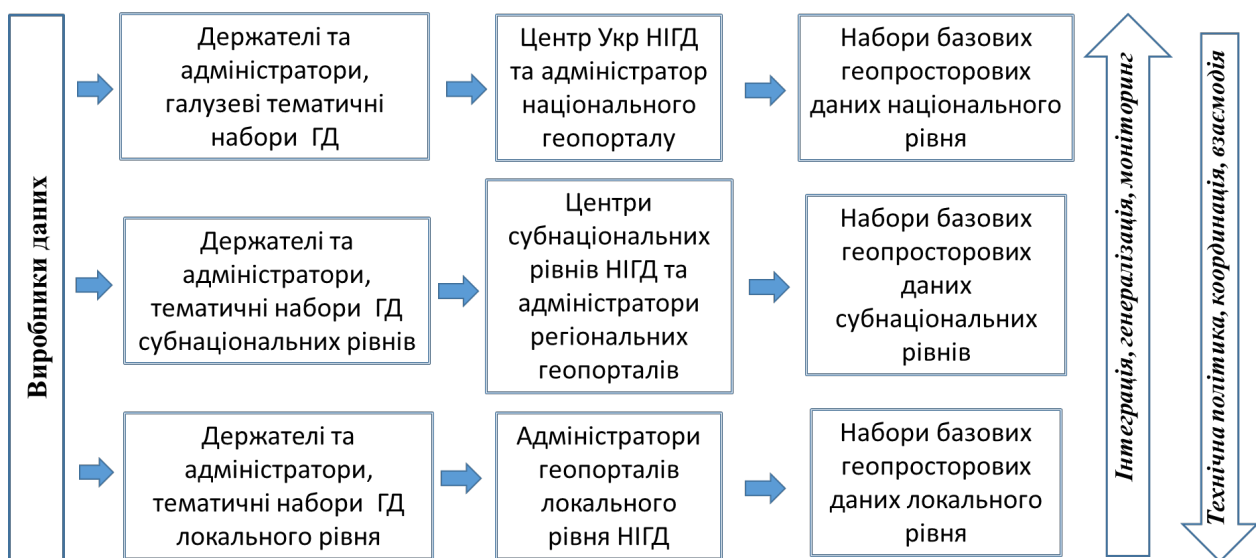 Виробники даних
Держателі та
адміністратори,
галузеві тематичні
набори ГД
Центр Укр НІГД
та адміністратор
національного
геопорталу
Набори базових
геопросторових
даних національного
рівня
Держателі та
адміністратори,
тематичні набори ГД
субнаціональних рівнів
Центри
субнаціональних
рівнів НІГД та
адміністратори
регіональних
геопорталів
Набори базових
геопросторових
даних
субнаціональних
рівнів
Держателі та
адміністратори,
тематичні набори ГД
локального рівня
Адміністратори
геопорталів
локального
рівня НІГД
Набори базових
геопросторових
даних локального
рівня
Інтеграція, генералізація, моніторинг
Технічна політика, координація, взаємодія